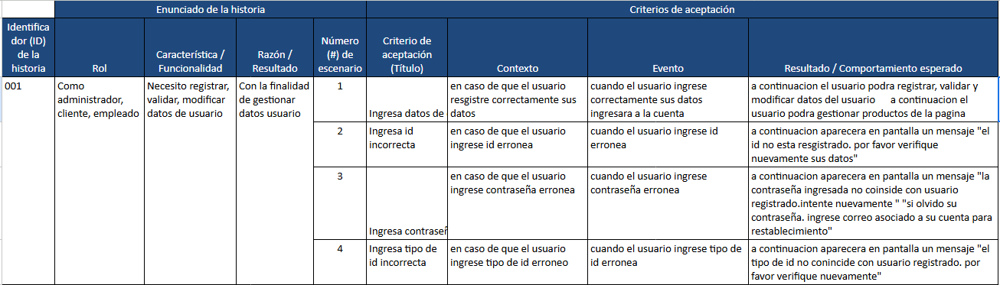 Enunciado de la historia
Criterios de aceptación
Identifica
dor (ID)
de la
historia
Rol
Característica /
Funcionalidad
Razón /
Resultado
Número
(#) de
escenario
Criterio de
aceptación
(Título)
Contexto
Evento
Resultado / Comportamiento esperado
001
Como
administrador,
cliente, empleado
Necesito registrar,
validar, modificar
datos de usuario
Con la finalidad
de gestionar
datos usuario
1
Ingresa datos de
en caso de que el usuario
resgistre correctamente sus
datos
cuando el usuario ingrese
correctamente sus datos
ingresara a la cuenta
a continuacion el usuario podra registrar, validar y
modificar datos del usuario a continuacion el
usuario podra gestionar productos de la pagina
2
Ingresa id
incorrecta
en caso de que el usuario
ingrese id erronea
cuando el usuario ingrese id
erronea
a continuacion aparecera en pantalla un mensaje "el
id no esta resgistrado. por favor verifique
nuevamente sus datos"
3
Ingresa contraseñ
en caso de que el usuario
ingrese contraseña erronea
cuando el usuario ingrese
contraseña erronea
a continuacion aparecera en pantalla un mensaje "la
contraseña ingresada no coinside con usuario
registrado.intente nuevamente " "si olvido su
contraseña. ingrese correo asociado a su cuenta para
restablecimiento"
4
Ingresa tipo de
id incorrecta
en caso de que el usuario
ingrese tipo de id erroneo
cuando el usuario ingrese tipo de
id erronea
a continuacion aparecera en pantalla un mensaje "el
tipo de id no conincide con usuario registrado. por
favor verifique nuevamente"